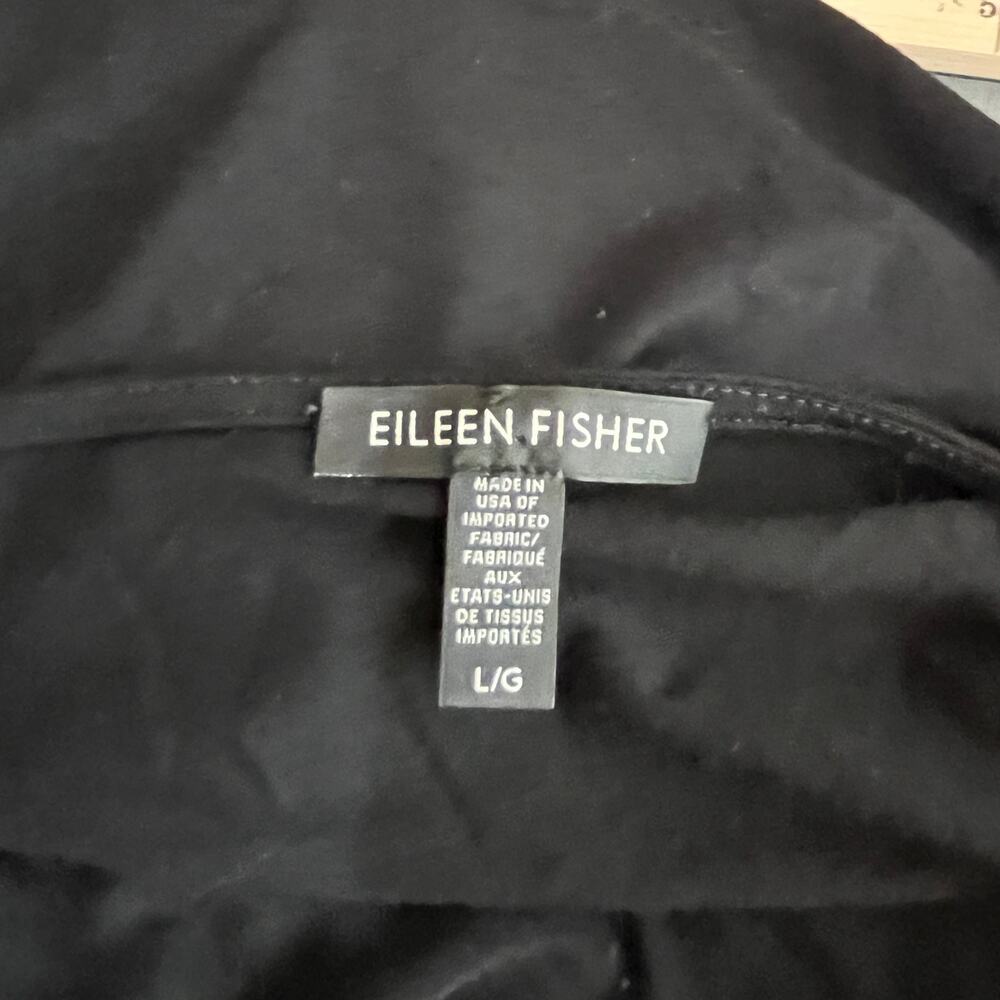 EILEEN FISHER
MADE IN
USA OF
IMPORTED
FABRIC/
FABRIQUÉ
AUX
ETATS-UNIS
DE TISSUS
IMPORTÉS
L/G